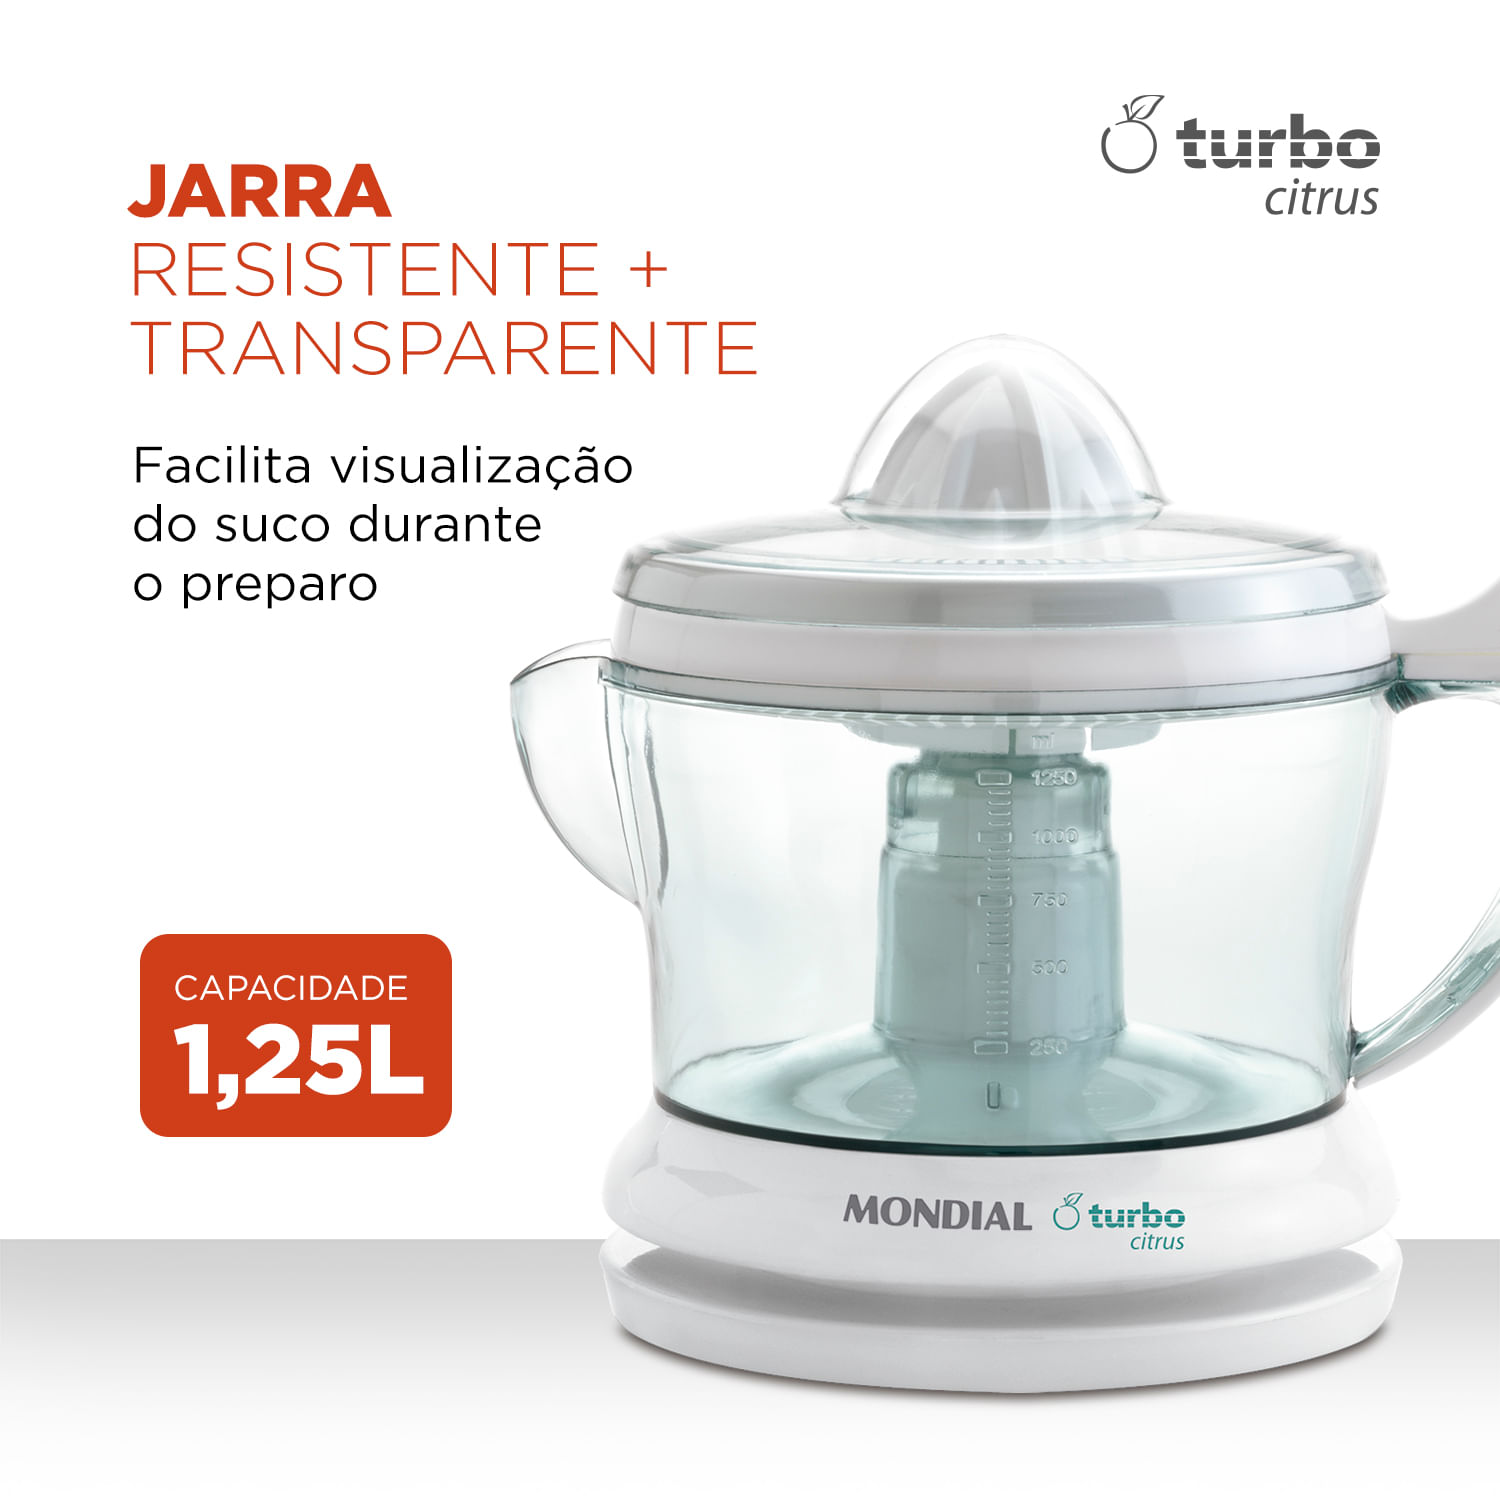 turbo
citrus
JARRA
RESISTENTE +
TRANSPARENTE
Facilita visualização
do suco durante
o preparo
ml
1250
1000
750
500
250
0
CAPACIDADE
1,25L
MONDIAL turbo
citrus